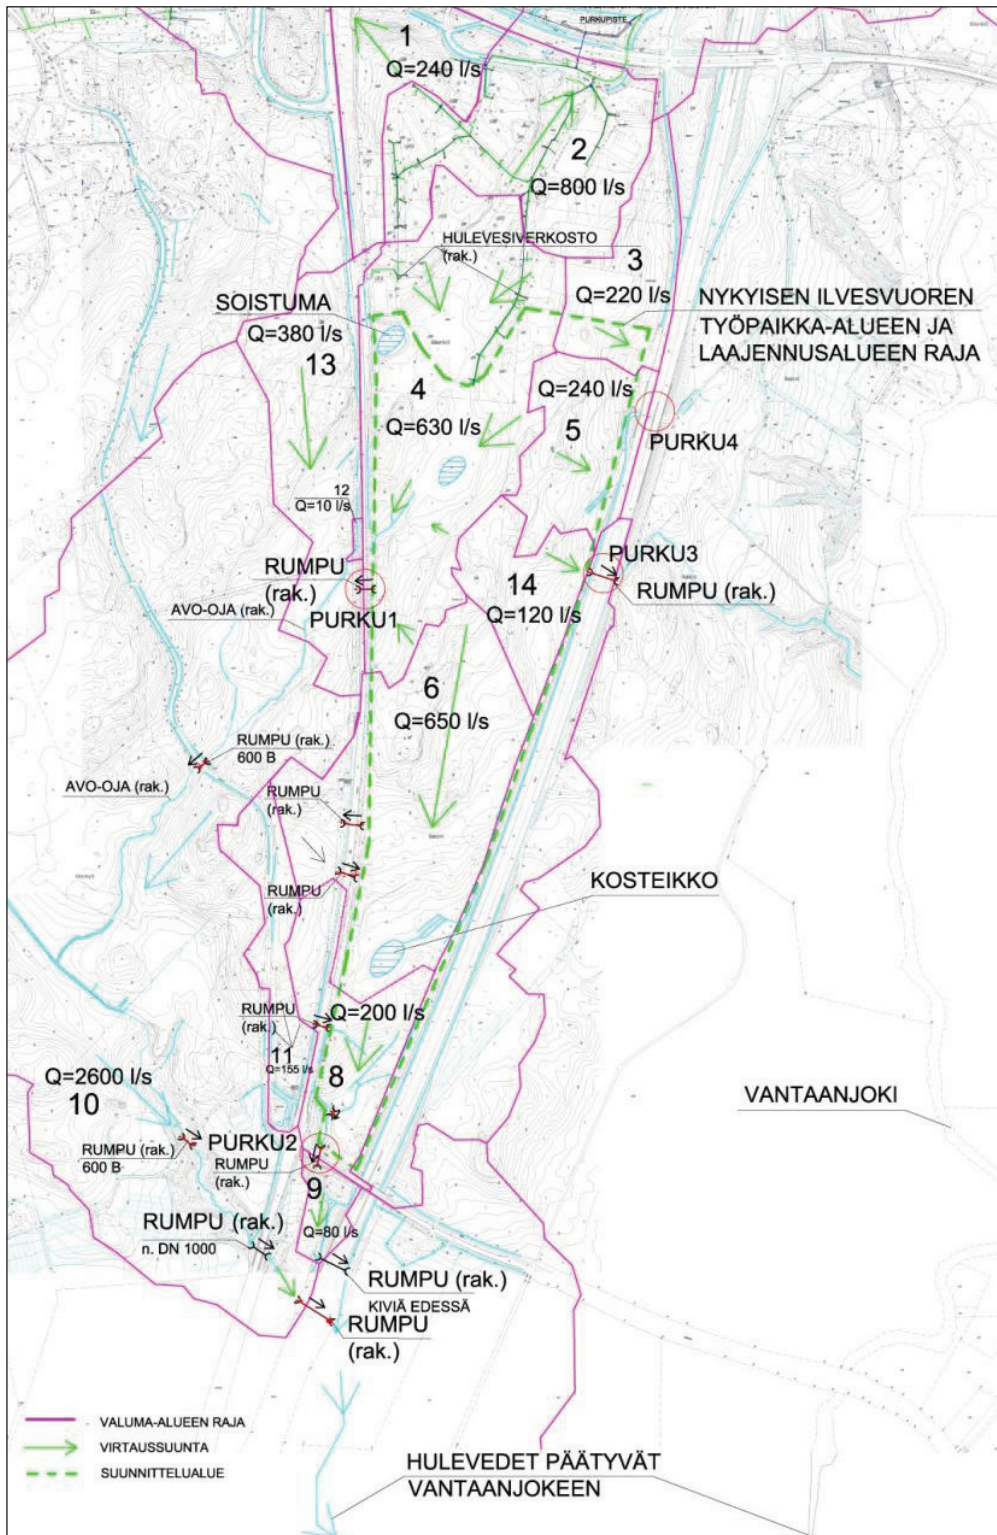 PURKUPISTE
1
Q=240 l/s
2
Q=800 l/s
HULEVESIVERKOSTO
(rak.)
3
Q=220 l/s
NYKYISEN ILVESVUOREN
TYÖPAIKKA-ALUEEN JA
LAAJENNUSALUEEN RAJA
SOISTUMA
Q=380 l/s
13
4
Q=630 l/s
Q=240 l/s
5
PURKU4
12
Q=10 l/s
RUMPU
(rak.)
AVO-OJA (rak.)
PURKU1
PURKU3
RUMPU (rak.)
14
Q=120 l/s
6
Q=650 l/s
RUMPU (rak.)
600 B
AVO-OJA (rak.)
RUMPU
(rak.)
RUMPU
(rak.)
KOSTEIKKO
RUMPU
(rak.)
Q=200 l/s
11
Q=155 l/s
8
Q=2600 l/s
10
VANTAANJOKI
RUMPU (rak.)
600 B
PURKU2
RUMPU
(rak.)
9
Q=80 l/s
RUMPU (rak.)
n. DN 1000
RUMPU (rak.)
KIVIÄ EDESSÄ
RUMPU
(rak.)
VALUMA-ALUEEN RAJA
VIRTAUSSUUNTA
SUUNNITTELUALUE
HULEVEDET PÄÄTYVÄT
VANTAANJOKEEN